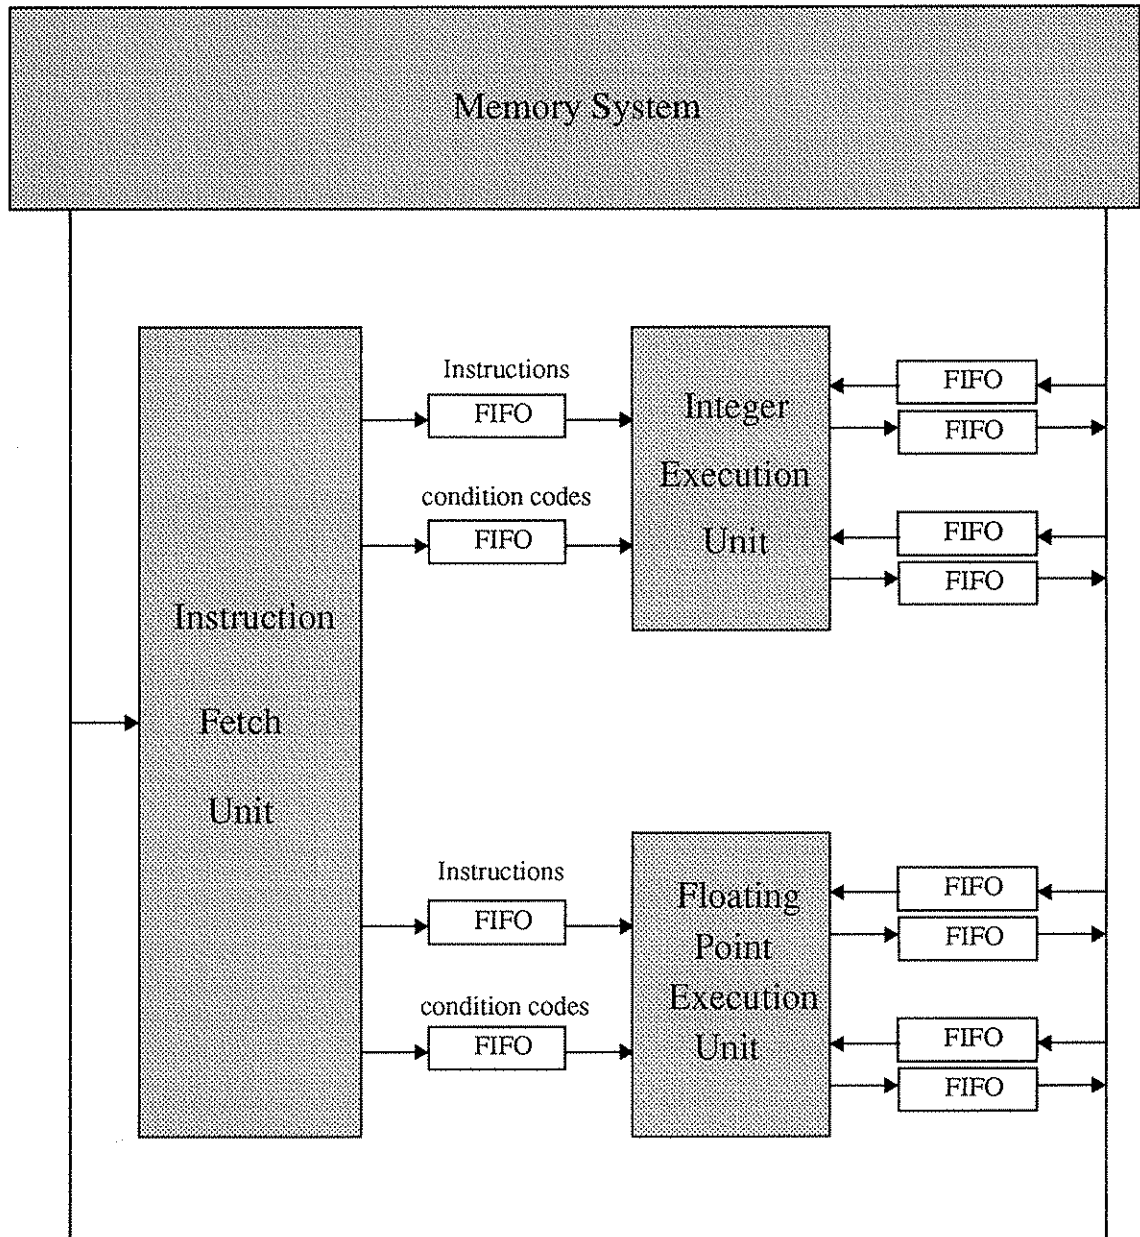 Memory System
Instructions
FIFO
condition codes
FIFO
Integer
Execution
Unit
FIFO
FIFO
FIFO
FIFO
Instruction
Fetch
Unit
Instructions
FIFO
condition codes
FIFO
Floating
Point
Execution
Unit
FIFO
FIFO
FIFO
FIFO